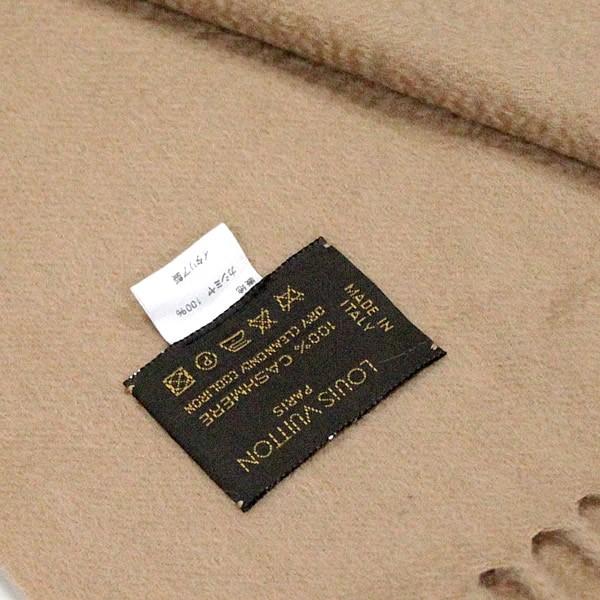 LOUIS VUITTON
PARIS
100% CASHMERE
DRY CLEAN ONLY COOL IRON
MADE IN
ITALY
カシミヤ 100%
イタリア製